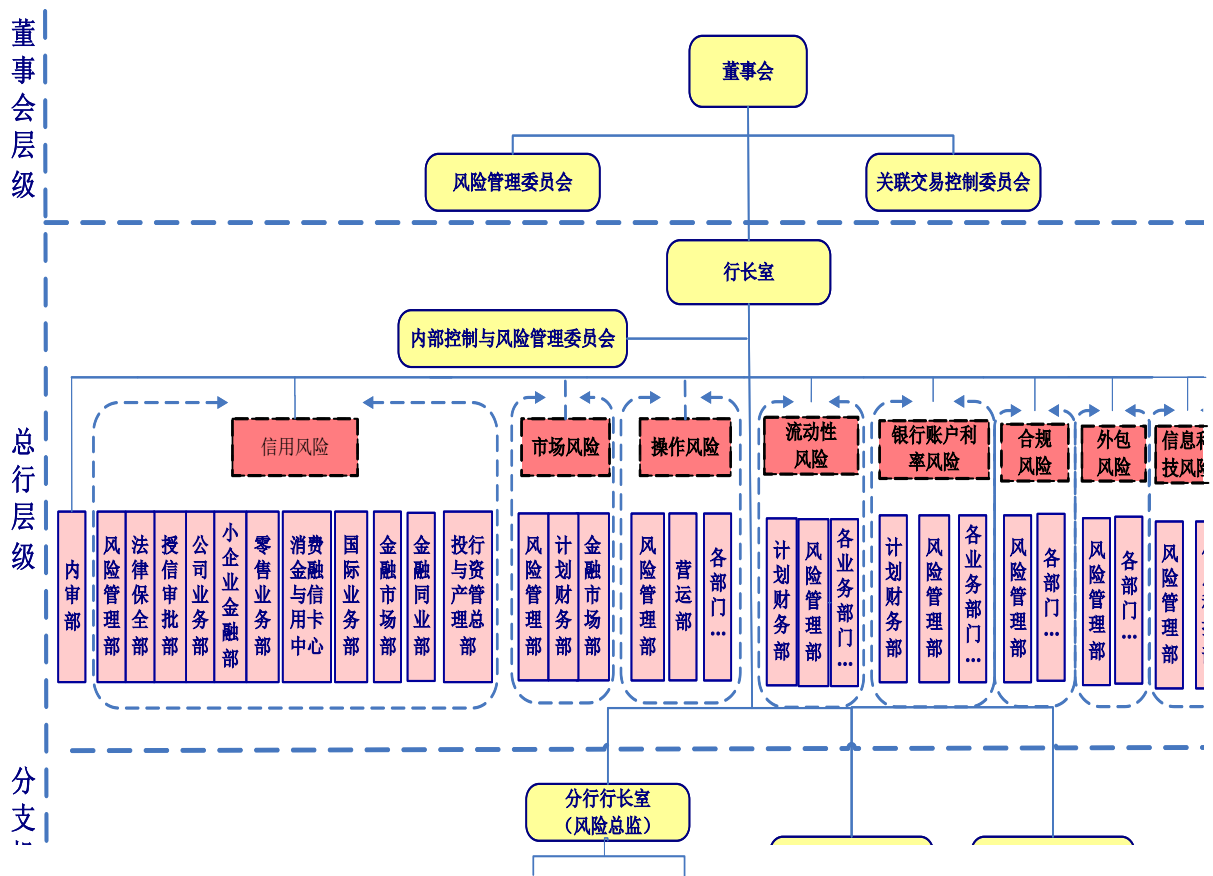 董事会层级
董事会
风险管理委员会
关联交易控制委员会
总行层级
行长室
内部控制与风险管理委员会
信用风险
市场风险
操作风险
流动性
风险
银行账户利
率风险
合规
风险
外包
风险
信息科
技风险
内审部
风险管理部
法律保全部
授信审批部
公司业务部
小企业金融部
零售业务部
消费
金融
与信
用卡
中心
国际业务部
金融市场部
金融同业部
投行
与资
产管
理总
部
风险管理部
计划财务部
金融市场部
风险管理部
营运部
各部门…
计划财务部
风险管理部
各业务部门…
计划财务部
风险管理部
各业务部门…
风险管理部
各部门…
风险管理部
各部门…
风险管理部
分支
分行行长室
（风险总监）